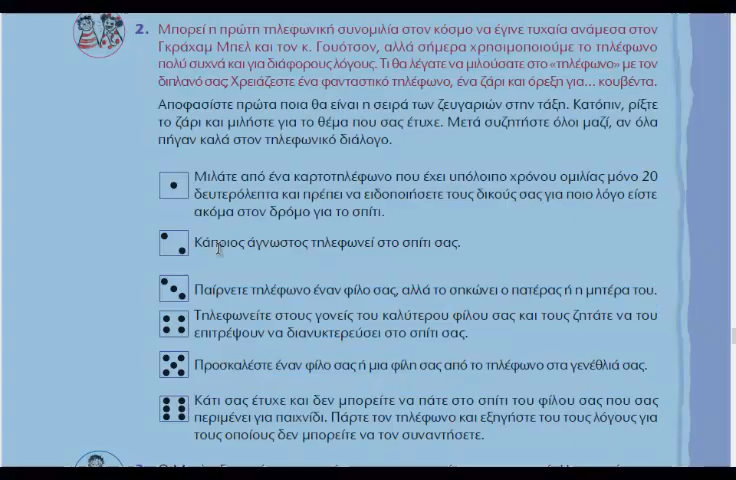 2. Μπορεί η πρώτη τηλεφωνική συνομιλία στον κόσμο να έγινε τυχαία ανάμεσα στον
Γκράχαμ Μπελ και τον κ. Γουότσον, αλλά σήμερα χρησιμοποιούμε το τηλέφωνο
πολύ συχνά και για διάφορους λόγους. Τι θα λέγατε να μιλούσατε στο «τηλέφωνο» με τον
διπλανό σας; Χρειάζεστε ένα φανταστικό τηλέφωνο, ένα ζάρι και όρεξη για... κουβέντα.
Αποφασίστε πρώτα ποια θα είναι η σειρά των ζευγαριών στην τάξη. Κατόπιν, ρίξτε
το ζάρι και μιλήστε για το θέμα που σας έτυχε. Μετά συζητήστε όλοι μαζί, αν όλα
πήγαν καλά στον τηλεφωνικό διάλογο.
Μιλάτε από ένα καρτοτηλέφωνο που έχει υπόλοιπο χρόνου ομιλίας μόνο 20
δευτερόλεπτα και πρέπει να ειδοποιήσετε τους δικούς σας για ποιο λόγο είστε
ακόμα στον δρόμο για το σπίτι.
Κάποιος άγνωστος τηλεφωνεί στο σπίτι σας.
Παίρνετε τηλέφωνο έναν φίλο σας, αλλά το σηκώνει ο πατέρας ή η μητέρα του.
Τηλεφωνείτε στους γονείς του καλύτερου φίλου σας και τους ζητάτε να του
επιτρέψουν να διανυκτερεύσει στο σπίτι σας.
Προσκαλέστε έναν φίλο σας ή μια φίλη σας από το τηλέφωνο στα γενέθλιά σας.
Κάτι σας έτυχε και δεν μπορείτε να πάτε στο σπίτι του φίλου σας που σας
περιμένει για παιχνίδι. Πάρτε τον τηλέφωνο και εξηγήστε του τους λόγους για
τους οποίους δεν μπορείτε να τον συναντήσετε.